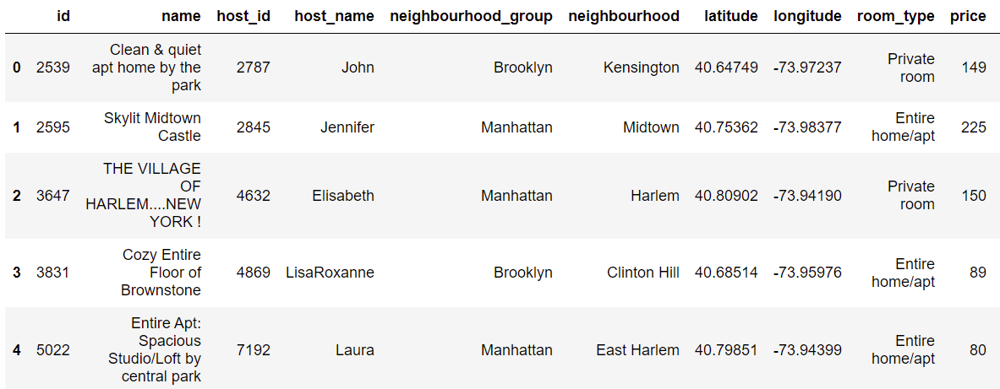 id name host_id host_name neighbourhood_group neighbourhood latitude longitude room_type price
0 2539 Clean & quiet apt home by the park 2787 John Brooklyn Kensington 40.64749 -73.97237 Private room 149
1 2595 Skylit Midtown Castle 2845 Jennifer Manhattan Midtown 40.75362 -73.98377 Entire home/apt 225
2 3647 THE VILLAGE OF HARLEM....NEW YORK ! 4632 Elisabeth Manhattan Harlem 40.80902 -73.94190 Private room 150
3 3831 Cozy Entire Floor of Brownstone 4869 LisaRoxanne Brooklyn Clinton Hill 40.68514 -73.95976 Entire home/apt 89
4 5022 Entire Apt: Spacious Studio/Loft by central park 7192 Laura Manhattan East Harlem 40.79851 -73.94399 Entire home/apt 80